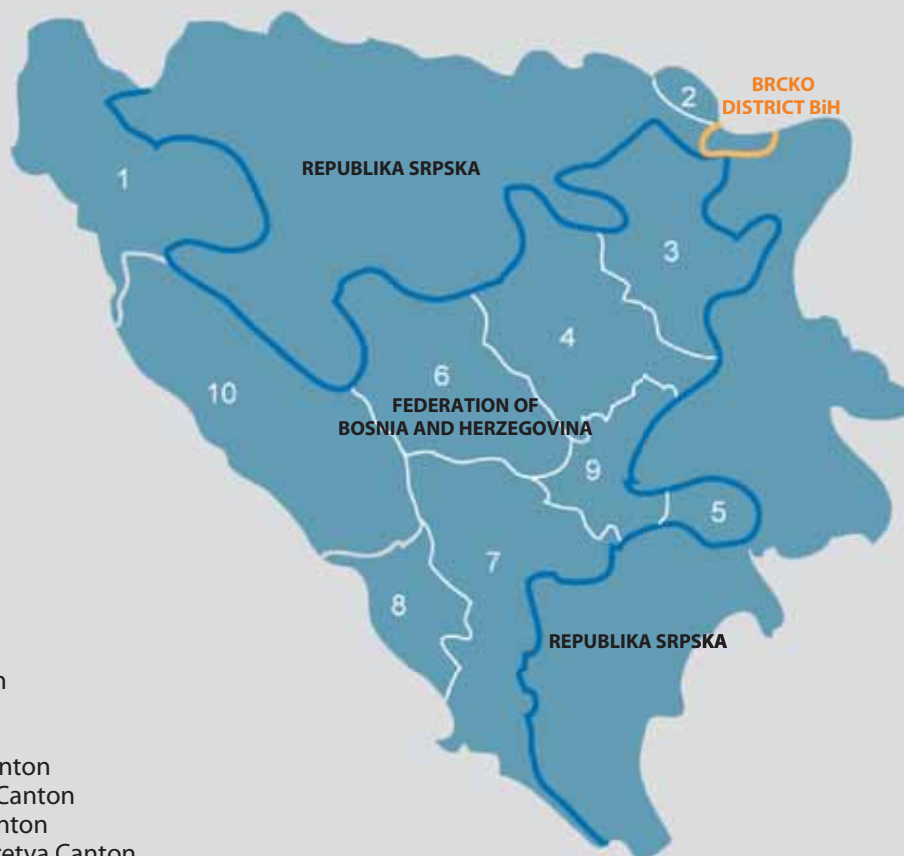 BRCKO
DISTRICT BiH
2
REPUBLIKA SRPSKA
1
3
4
6
10
FEDERATION OF
BOSNIA AND HERZEGOVINA
9
5
7
8
REPUBLIKA SRPSKA
Canton
Canton